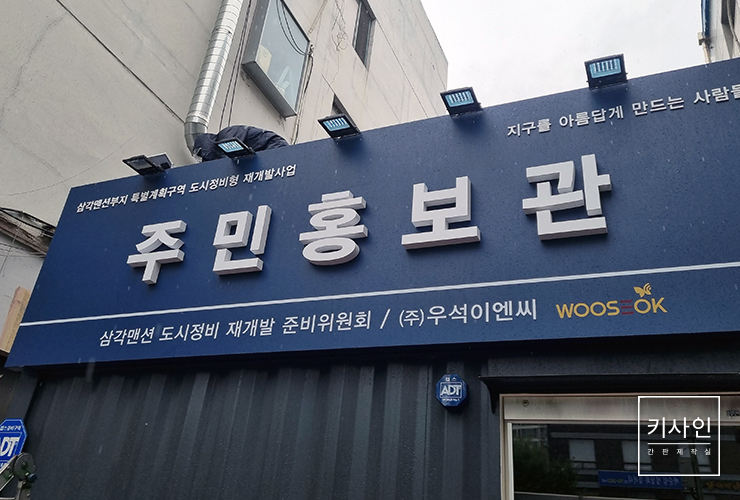 지구를 아름답게 만드는 사람들
삼각맨션부지 특별계획구역 도시정비형 재개발사업
주민홍보관
삼각맨션 도시정비 재개발 준비위원회 / (주)우석이엔씨 WOOSEOK
ADT
ADT
키사인
간판제작실